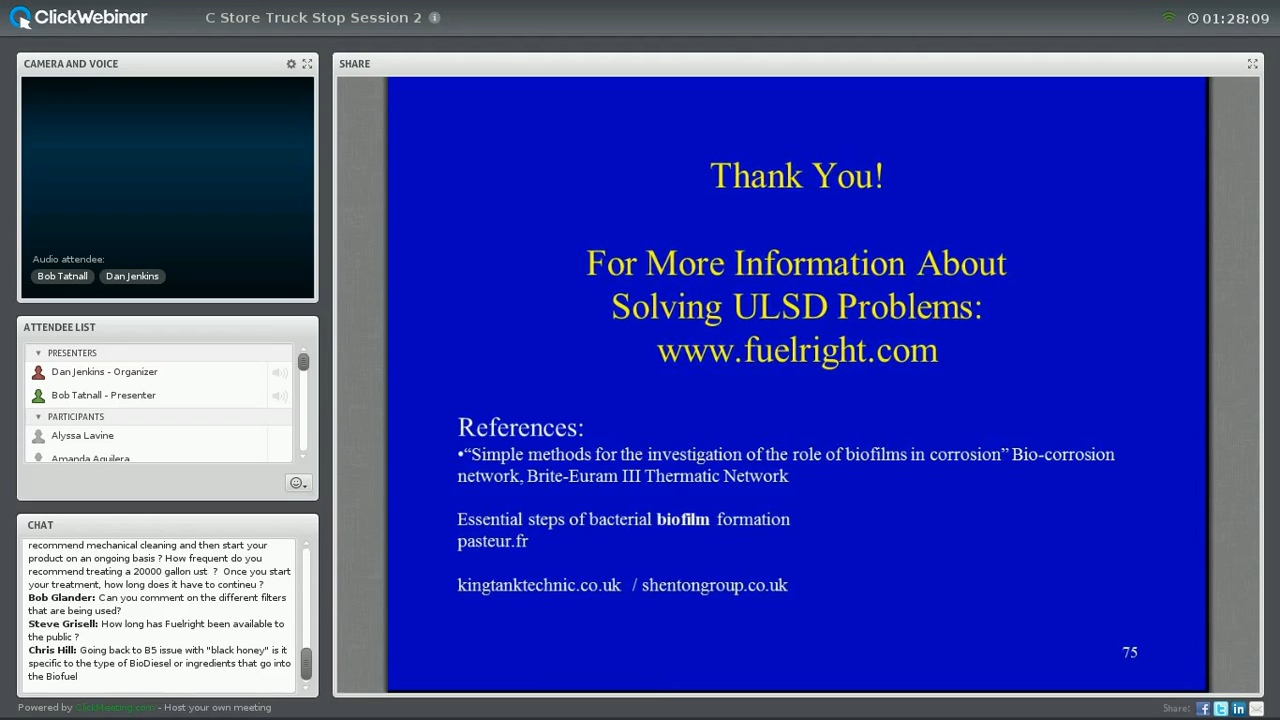 ClickWebinar
C Store Truck Stop Session 2
01:28:09
CAMERA AND VOICE
Audio attendee:
Bob Tatnall Dan Jenkins
ATTENDEE LIST
PRESENTERS
Dan Jenkins - Organizer
Bob Tatnall - Presenter
PARTICIPANTS
Alyssa Lavine
Amanda Aguilera
CHAT
recommend mechanical cleaning and then start your
product on an ongoing basis ? How frequent do you
recommend treating a 20000 gallon ust ? Once you start
your treatment, how long does it have to contineu ?
Bob Glander: Can you comment on the different filters
that are being used?
Steve Grisell: How long has Fuelright been available to
the public ?
Chris Hill: Going back to B5 issue with "black honey" is it
specific to the type of BioDiesel or ingredients that go into
the Biofuel
SHARE
Thank You!
For More Information About
Solving ULSD Problems:
www.fuelright.com
References:
•“Simple methods for the investigation of the role of biofilms in corrosion” Bio-corrosion
network, Brite-Euram III Thermatic Network
Essential steps of bacterial biofilm formation
pasteur.fr
kingtanktechnic.co.uk / shentongroup.co.uk
75
Powered by ClickMeeting.com - Host your own meeting
Share: